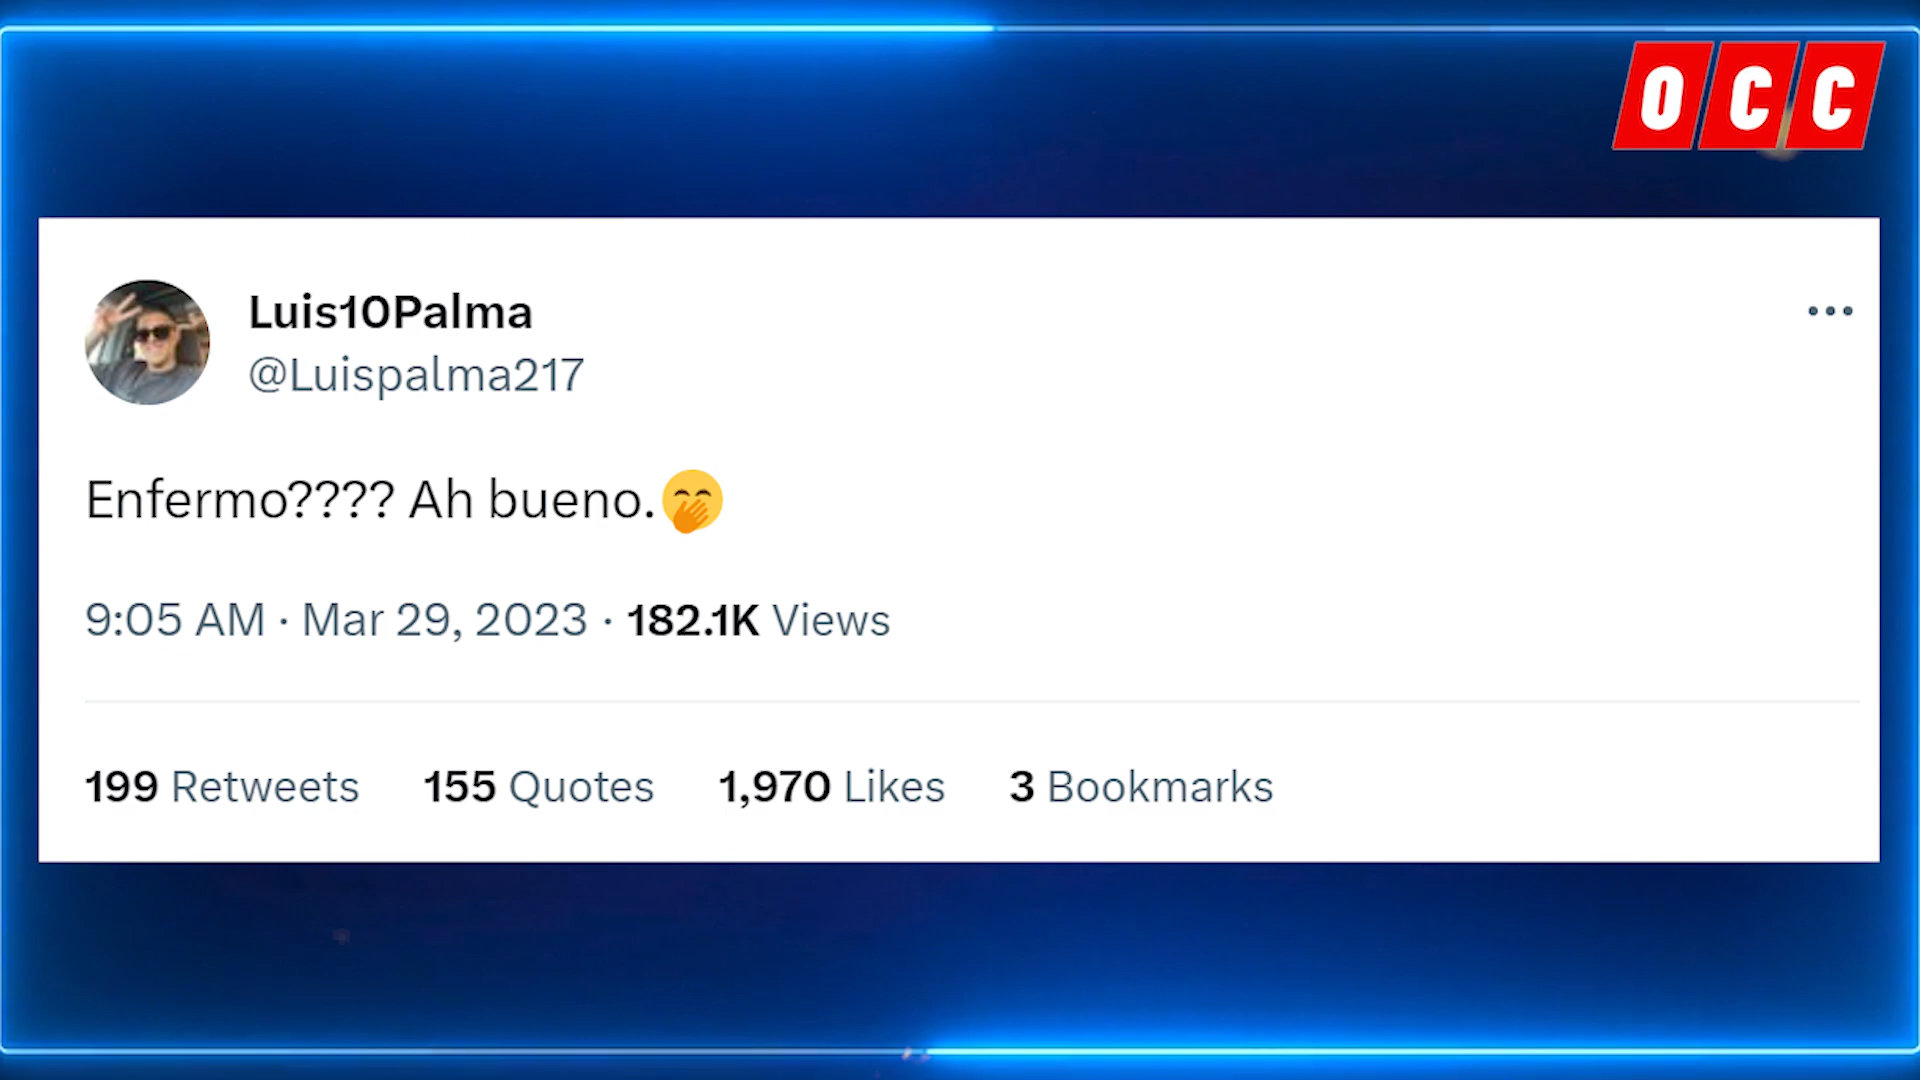 OCC
Luis10Palma
@Luispalma217
Enfermo???? Ah bueno.🤭
9:05 AM · Mar 29, 2023 · 182.1K Views
199 Retweets 155 Quotes 1,970 Likes 3 Bookmarks